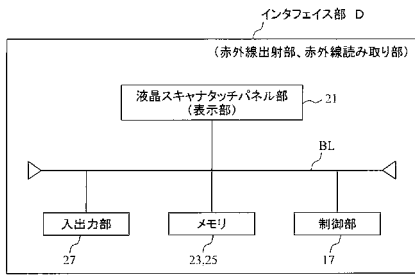 インタフェイス部 D
(赤外線出射部、赤外線読み取り部)
液晶スキャナタッチパネル部
(表示部)
21
BL
入出力部
メモリ
制御部
27
23,25
17